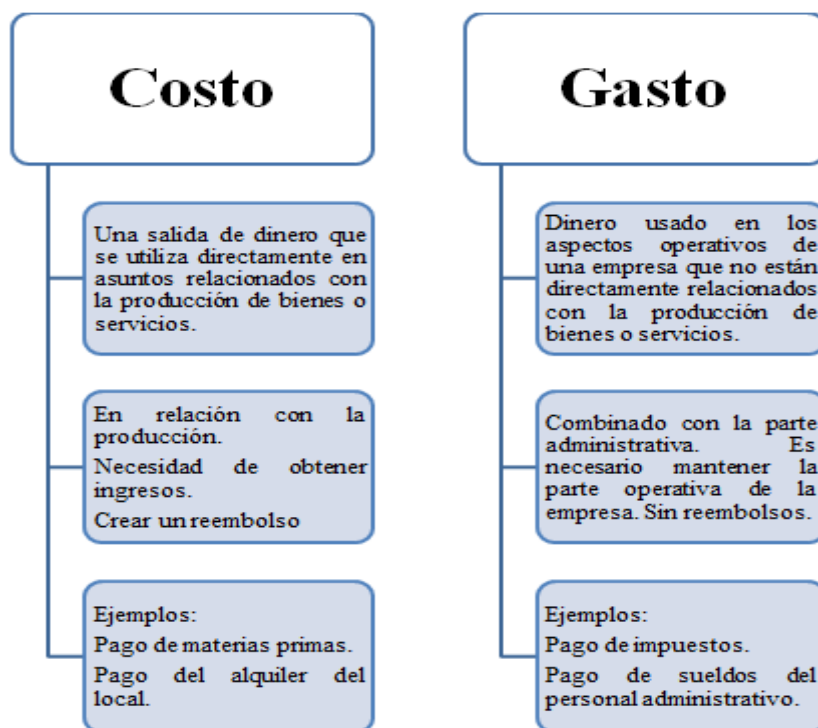 Costo
Una salida de dinero que
se utiliza directamente en
asuntos relacionados con
la producción de bienes o
servicios.
En relación con la
producción.
Necesidad de obtener
ingresos.
Crear un reembolso
Ejemplos:
Pago de materias primas.
Pago del alquiler del
local.
Gasto
Dinero usado en los
aspectos operativos de
una empresa que no están
directamente relacionados
con la producción de
bienes o servicios.
Combinado con la parte
administrativa. Es
necesario mantener la
parte operativa de la
empresa. Sin reembolsos.
Ejemplos:
Pago de impuestos.
Pago de sueldos del
personal administrativo.